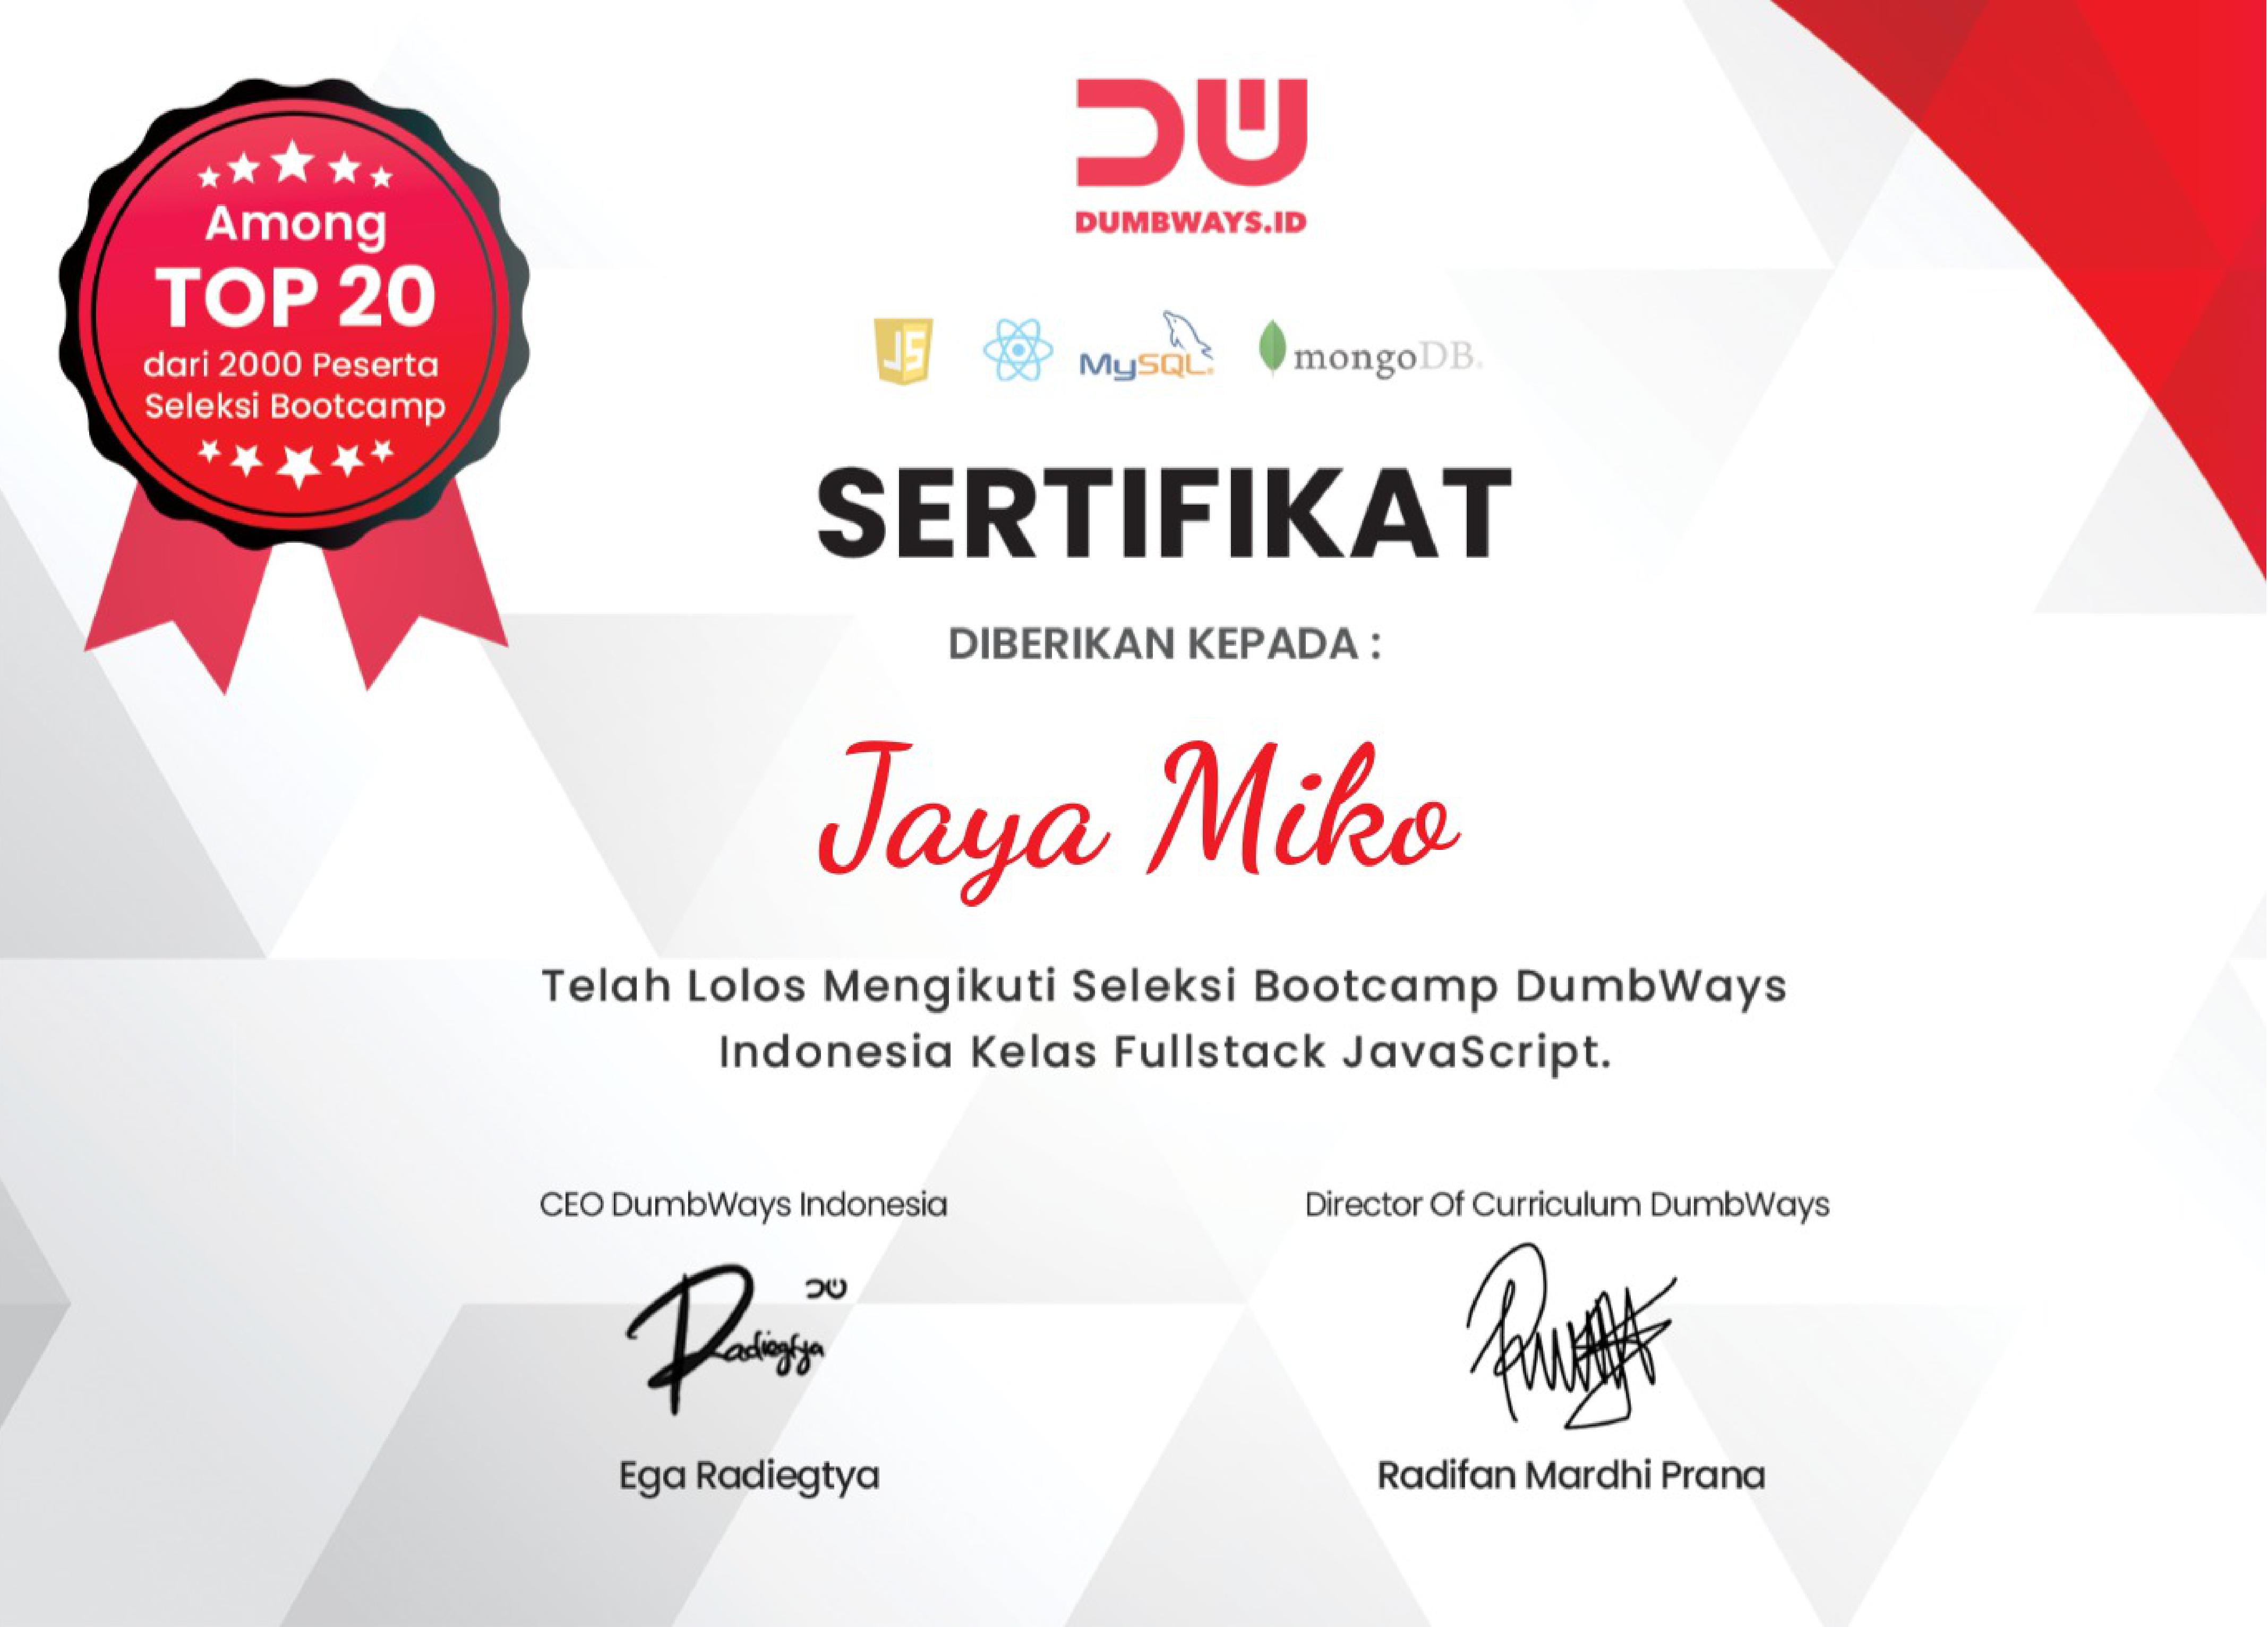 Among
TOP 20
dari 2000 Peserta
Seleksi Bootcamp
DUMBWAYS.ID
JS
MySQL.
mongoDB.
SERTIFIKAT
DIBERIKAN KEPADA :
Jaya Miko
Telah Lolos Mengikuti Seleksi Bootcamp DumbWays
Indonesia Kelas Fullstack JavaScript.
CEO DumbWays Indonesia
Radiegtya
Ega Radiegtya
Director Of Curriculum DumbWays
Radifan Mardhi Prana